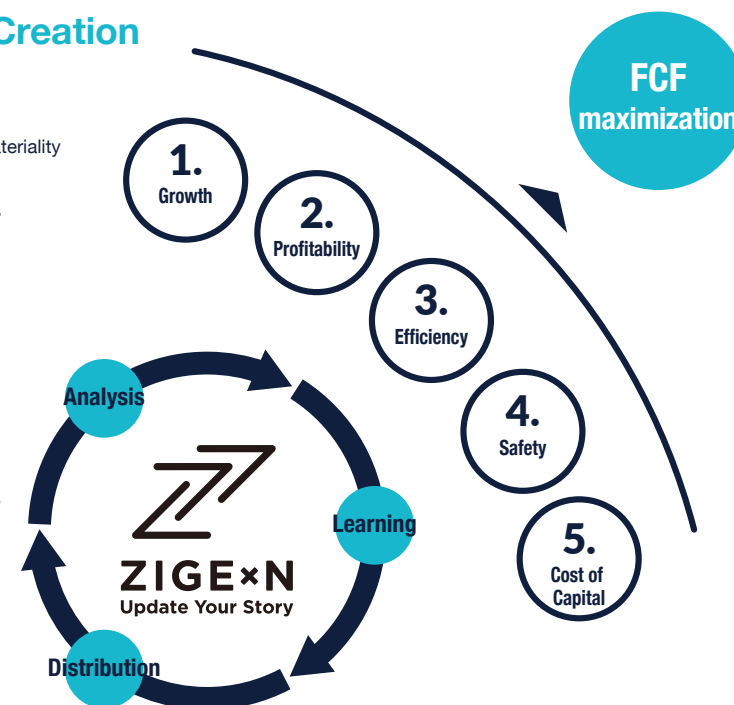 Creation
FCF
maximization
teriality
1.
Growth
2.
Profitability
3.
Efficiency
4.
Safety
5.
Cost of
Capital
Analysis
Learning
Distribution
ZIGE×N
Update Your Story